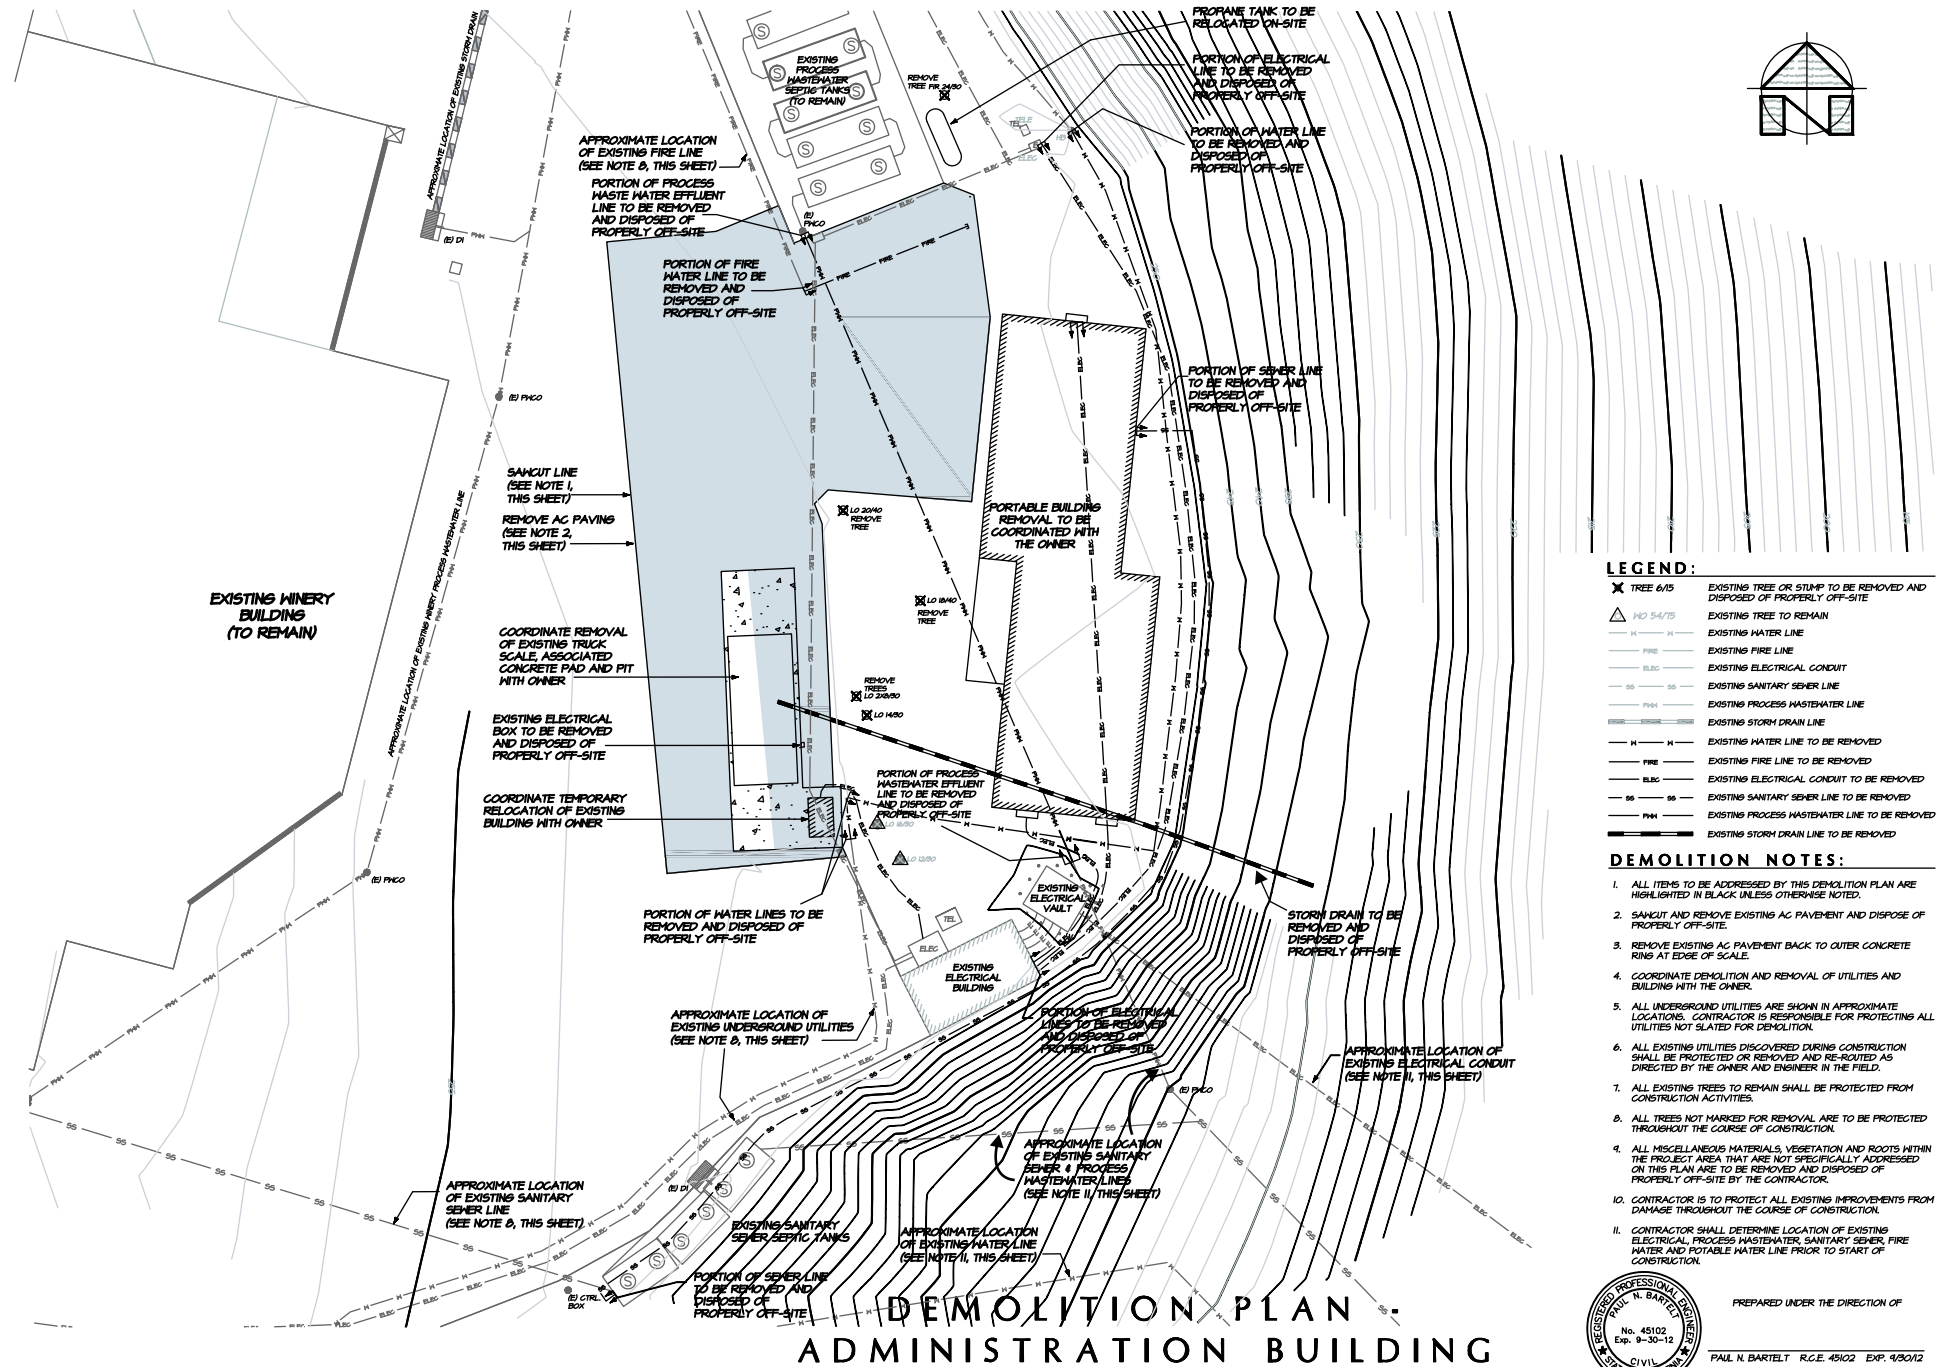 PROPANE TANK TO BE
RELOCATED ON-SITE
PORTION OF ELECTRICAL
LINE TO BE REMOVED
AND DISPOSED OF
PROPERLY OFF-SITE
PORTION OF WATER LINE
TO BE REMOVED AND
DISPOSED OF
PROPERLY OFF-SITE
EXISTING
PROCESS
WASTEWATER
SEPTIC TANKS
(TO REMAIN)
REMOVE
TREE FIR 24/30
APPROXIMATE LOCATION OF EXISTING STORM DRAIN
(E) DI
APPROXIMATE LOCATION
OF EXISTING FIRE LINE
(SEE NOTE 8, THIS SHEET)
PORTION OF PROCESS
WASTE WATER EFFLUENT
LINE TO BE REMOVED
AND DISPOSED OF
PROPERLY OFF-SITE
(E)
PWCO
PORTION OF FIRE
WATER LINE TO BE
REMOVED AND
DISPOSED OF
PROPERLY OFF-SITE
(E) PWCO
PORTION OF SEWER LINE
TO BE REMOVED AND
DISPOSED OF
PROPERLY OFF-SITE
SAWCUT LINE
(SEE NOTE 1,
THIS SHEET)
REMOVE AC PAVING
(SEE NOTE 2,
THIS SHEET)
LO 20/40
REMOVE
TREE
PORTABLE BUILDING
REMOVAL TO BE
COORDINATED WITH
THE OWNER
APPROXIMATE LOCATION OF EXISTING WINERY PROCESS WASTEWATER LINE
EXISTING WINERY
BUILDING
(TO REMAIN)
LO 18/40
REMOVE
TREE
COORDINATE REMOVAL
OF EXISTING TRUCK
SCALE, ASSOCIATED
CONCRETE PAD AND PIT
WITH OWNER
REMOVE
TREES
LO 2/8/30
LO 14/30
EXISTING ELECTRICAL
BOX TO BE REMOVED
AND DISPOSED OF
PROPERLY OFF-SITE
COORDINATE TEMPORARY
RELOCATION OF EXISTING
BUILDING WITH OWNER
PORTION OF PROCESS
WASTEWATER EFFLUENT
LINE TO BE REMOVED
AND DISPOSED OF
PROPERLY OFF-SITE
LO 16/30
LO 12/30
(E) PWCO
EXISTING
ELECTRICAL
VAULT
TEL
ELEC
EXISTING
ELECTRICAL
BUILDING
PORTION OF WATER LINES TO BE
REMOVED AND DISPOSED OF
PROPERLY OFF-SITE
STORM DRAIN TO BE
REMOVED AND
DISPOSED OF
PROPERLY OFF-SITE
APPROXIMATE LOCATION OF
EXISTING UNDERGROUND UTILITIES
(SEE NOTE 8, THIS SHEET)
PORTION OF ELECTRICAL
LINES TO BE REMOVED
AND DISPOSED OF
PROPERLY OFF-SITE
APPROXIMATE LOCATION OF
EXISTING ELECTRICAL CONDUIT
(SEE NOTE 11, THIS SHEET)
(E) PWCO
APPROXIMATE LOCATION
OF EXISTING SANITARY
SEWER & PROCESS
WASTEWATER LINES
(SEE NOTE 11, THIS SHEET)
(E) DI
APPROXIMATE LOCATION
OF EXISTING SANITARY
SEWER LINE
(SEE NOTE 8, THIS SHEET)
EXISTING SANITARY
SEWER SEPTIC TANKS
APPROXIMATE LOCATION
OF EXISTING WATER LINE
(SEE NOTE 11, THIS SHEET)
PORTION OF SEWER LINE
TO BE REMOVED AND
DISPOSED OF
PROPERLY OFF-SITE
(E) CTRL.
BOX
DEMOLITION PLAN -
ADMINISTRATION BUILDING
LEGEND:
TREE 6/15 EXISTING TREE OR STUMP TO BE REMOVED AND
DISPOSED OF PROPERLY OFF-SITE
WO 54/75 EXISTING TREE TO REMAIN
W W EXISTING WATER LINE
FIRE EXISTING FIRE LINE
ELEC EXISTING ELECTRICAL CONDUIT
SS SS EXISTING SANITARY SEWER LINE
PWW EXISTING PROCESS WASTEWATER LINE
EXISTING STORM DRAIN LINE
W W EXISTING WATER LINE TO BE REMOVED
FIRE EXISTING FIRE LINE TO BE REMOVED
ELEC EXISTING ELECTRICAL CONDUIT TO BE REMOVED
SS SS EXISTING SANITARY SEWER LINE TO BE REMOVED
PWW EXISTING PROCESS WASTEWATER LINE TO BE REMOVED
EXISTING STORM DRAIN LINE TO BE REMOVED
DEMOLITION NOTES:
1. ALL ITEMS TO BE ADDRESSED BY THIS DEMOLITION PLAN ARE
HIGHLIGHTED IN BLACK UNLESS OTHERWISE NOTED.
2. SAWCUT AND REMOVE EXISTING AC PAVEMENT AND DISPOSE OF
PROPERLY OFF-SITE.
3. REMOVE EXISTING AC PAVEMENT BACK TO OUTER CONCRETE
RING AT EDGE OF SCALE.
4. COORDINATE DEMOLITION AND REMOVAL OF UTILITIES AND
BUILDING WITH THE OWNER.
5. ALL UNDERGROUND UTILITIES ARE SHOWN IN APPROXIMATE
LOCATIONS. CONTRACTOR IS RESPONSIBLE FOR PROTECTING ALL
UTILITIES NOT SLATED FOR DEMOLITION.
6. ALL EXISTING UTILITIES DISCOVERED DURING CONSTRUCTION
SHALL BE PROTECTED OR REMOVED AND RE-ROUTED AS
DIRECTED BY THE OWNER AND ENGINEER IN THE FIELD.
7. ALL EXISTING TREES TO REMAIN SHALL BE PROTECTED FROM
CONSTRUCTION ACTIVITIES.
8. ALL TREES NOT MARKED FOR REMOVAL ARE TO BE PROTECTED
THROUGHOUT THE COURSE OF CONSTRUCTION.
9. ALL MISCELLANEOUS MATERIALS, VEGETATION AND ROOTS WITHIN
THE PROJECT AREA THAT ARE NOT SPECIFICALLY ADDRESSED
ON THIS PLAN ARE TO BE REMOVED AND DISPOSED OF
PROPERLY OFF-SITE BY THE CONTRACTOR.
10. CONTRACTOR IS TO PROTECT ALL EXISTING IMPROVEMENTS FROM
DAMAGE THROUGHOUT THE COURSE OF CONSTRUCTION.
11. CONTRACTOR SHALL DETERMINE LOCATION OF EXISTING
ELECTRICAL, PROCESS WASTEWATER, SANITARY SEWER, FIRE
WATER AND POTABLE WATER LINE PRIOR TO START OF
CONSTRUCTION.
REGISTERED PROFESSIONAL ENGINEER
PAUL N. BARTELT
No. 45102
Exp. 9-30-12
CIVIL
PREPARED UNDER THE DIRECTION OF
PAUL N. BARTELT R.C.E. 45102 EXP. 9/30/12